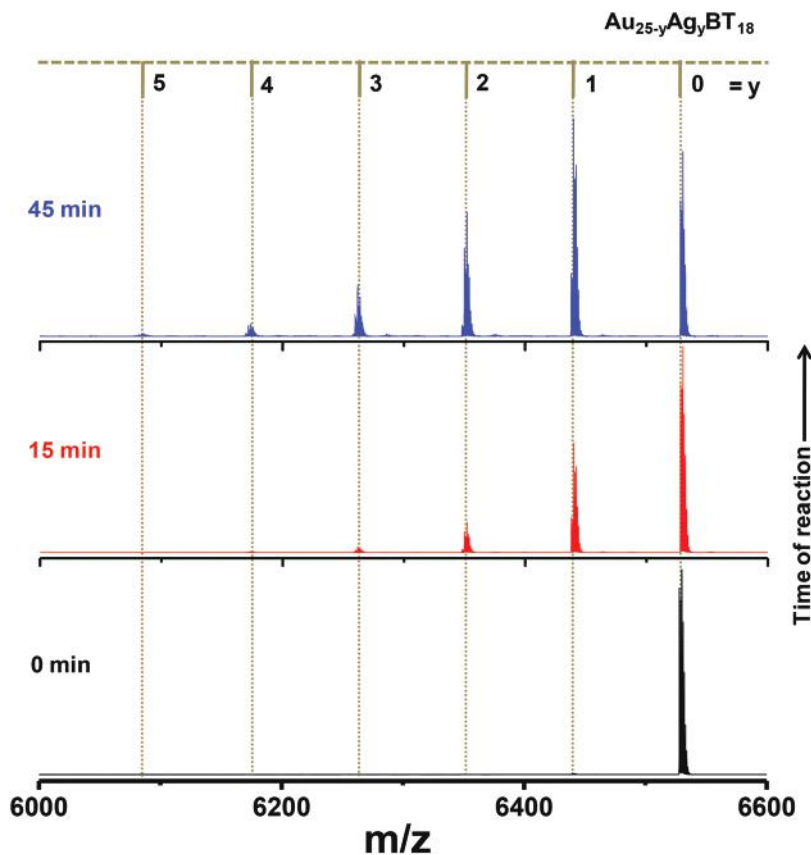 Au25-yAgyBT18
5 4 3 2 1 0 = y
45 min
15 min
0 min
Time of reaction
6000 6200 6400 6600
m/z